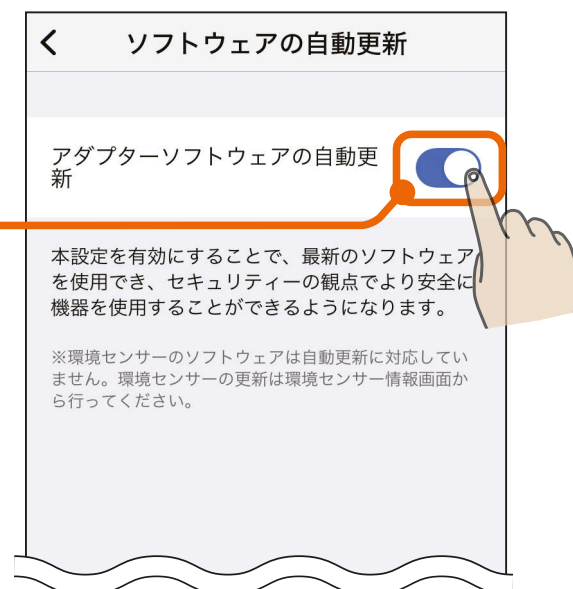 ソフトウェアの自動更新
アダプターソフトウェアの自動更
新
本設定を有効にすることで、最新のソフトウェア
を使用でき、セキュリティーの観点でより安全に
機器を使用することができるようになります。
※環境センサーのソフトウェアは自動更新に対応してい
ません。環境センサーの更新は環境センサー情報画面か
ら行ってください。